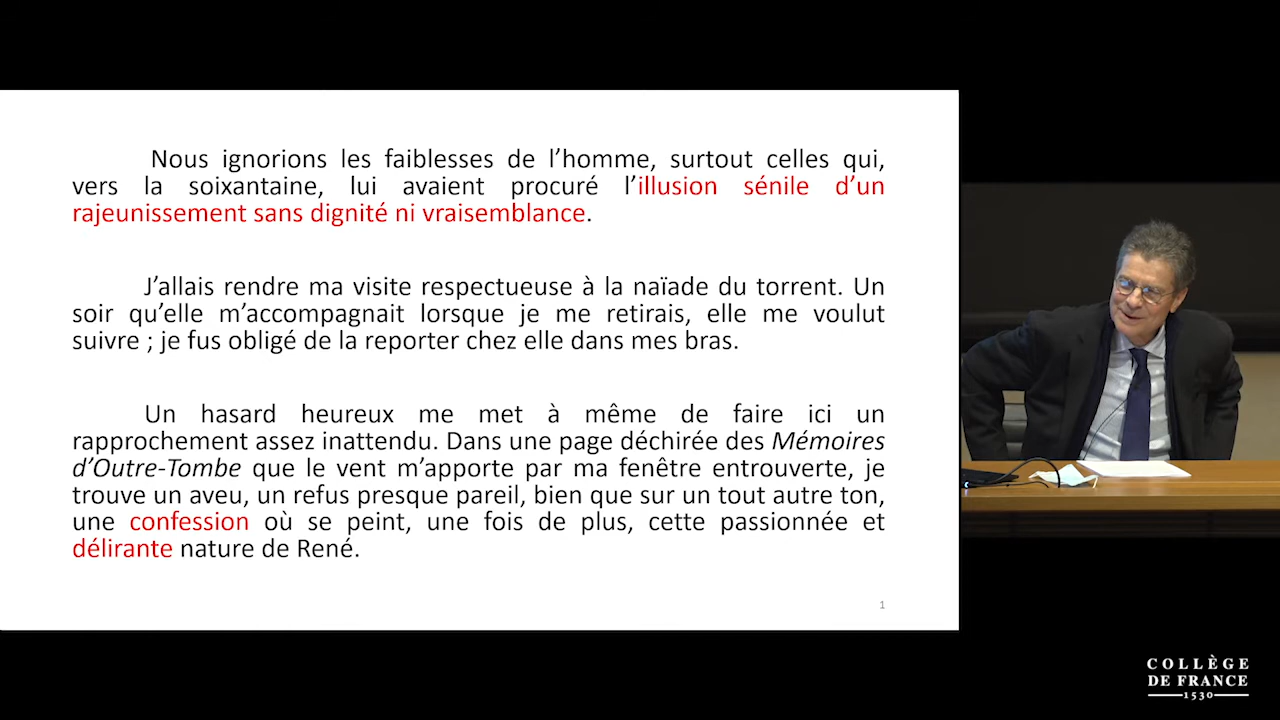 Nous ignorions les faiblesses de l’homme, surtout celles qui,
vers la soixantaine, lui avaient procuré l’illusion sénile d’un
rajeunissement sans dignité ni vraisemblance.
J’allais rendre ma visite respectueuse à la naïade du torrent. Un
soir qu’elle m’accompagnait lorsque je me retirais, elle me voulut
suivre ; je fus obligé de la reporter chez elle dans mes bras.
Un hasard heureux me met à même de faire ici un
rapprochement assez inattendu. Dans une page déchirée des Mémoires
d’Outre-Tombe que le vent m’apporte par ma fenêtre entrouverte, je
trouve un aveu, un refus presque pareil, bien que sur un tout autre ton,
une confession où se peint, une fois de plus, cette passionnée et
délirante nature de René.
1
COLLÈGE
DE FRANCE
1530